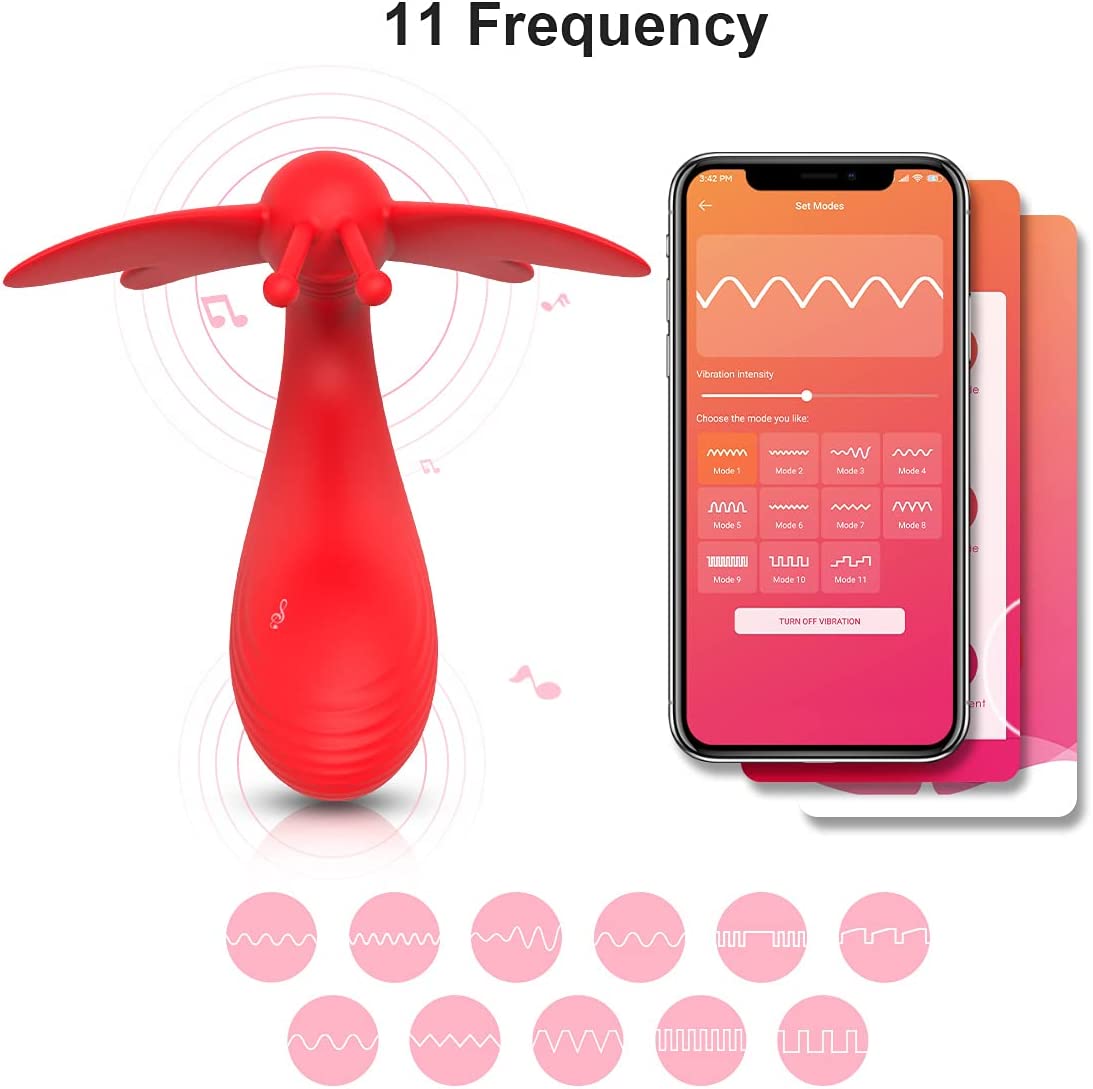 11 Frequency
3:42 PM
Set Modes
Vibration intensity
Choose the mode you like:
Mode 1 Mode 2 Mode 3 Mode 4
Mode 5 Mode 6 Mode 7 Mode 8
Mode 9 Mode 10 Mode 11
TURN OFF VIBRATION